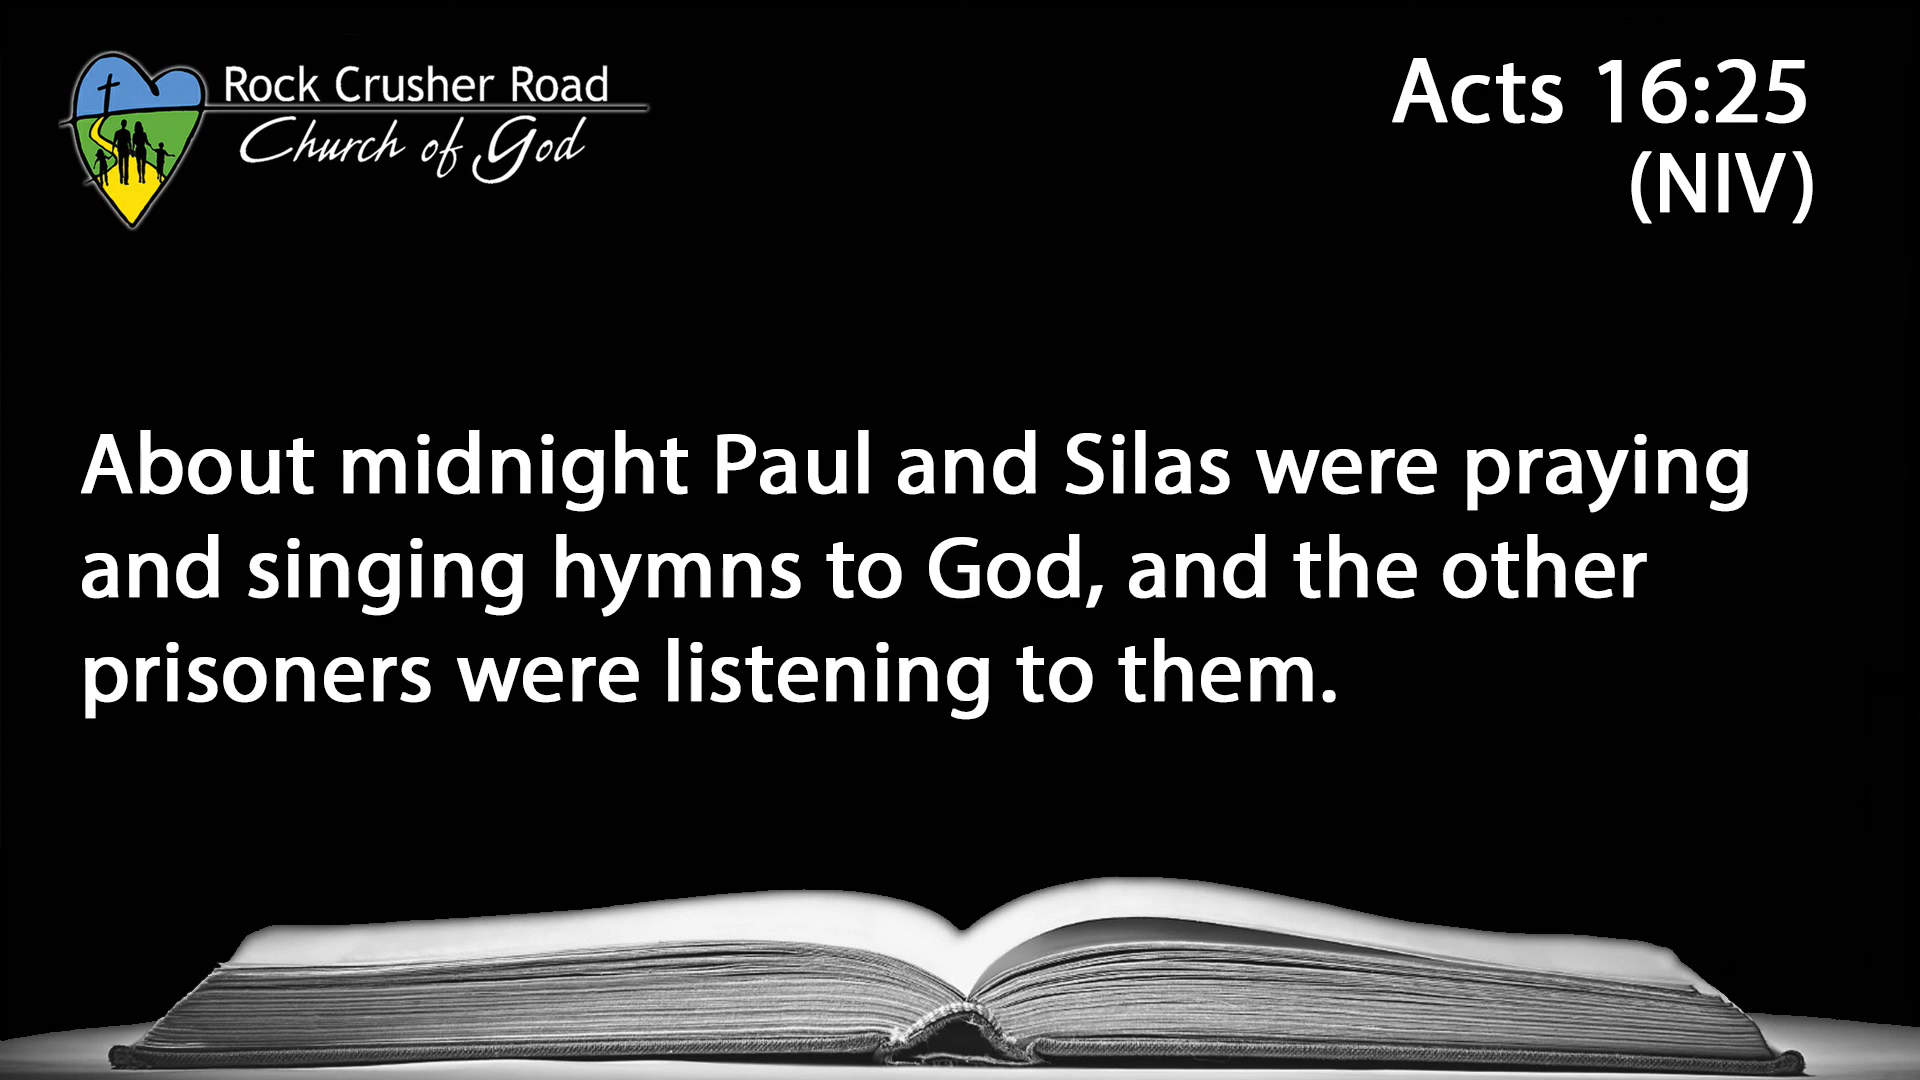 Rock Crusher Road
Church of God
Acts 16:25
(NIV)
About midnight Paul and Silas were praying
and singing hymns to God, and the other
prisoners were listening to them.